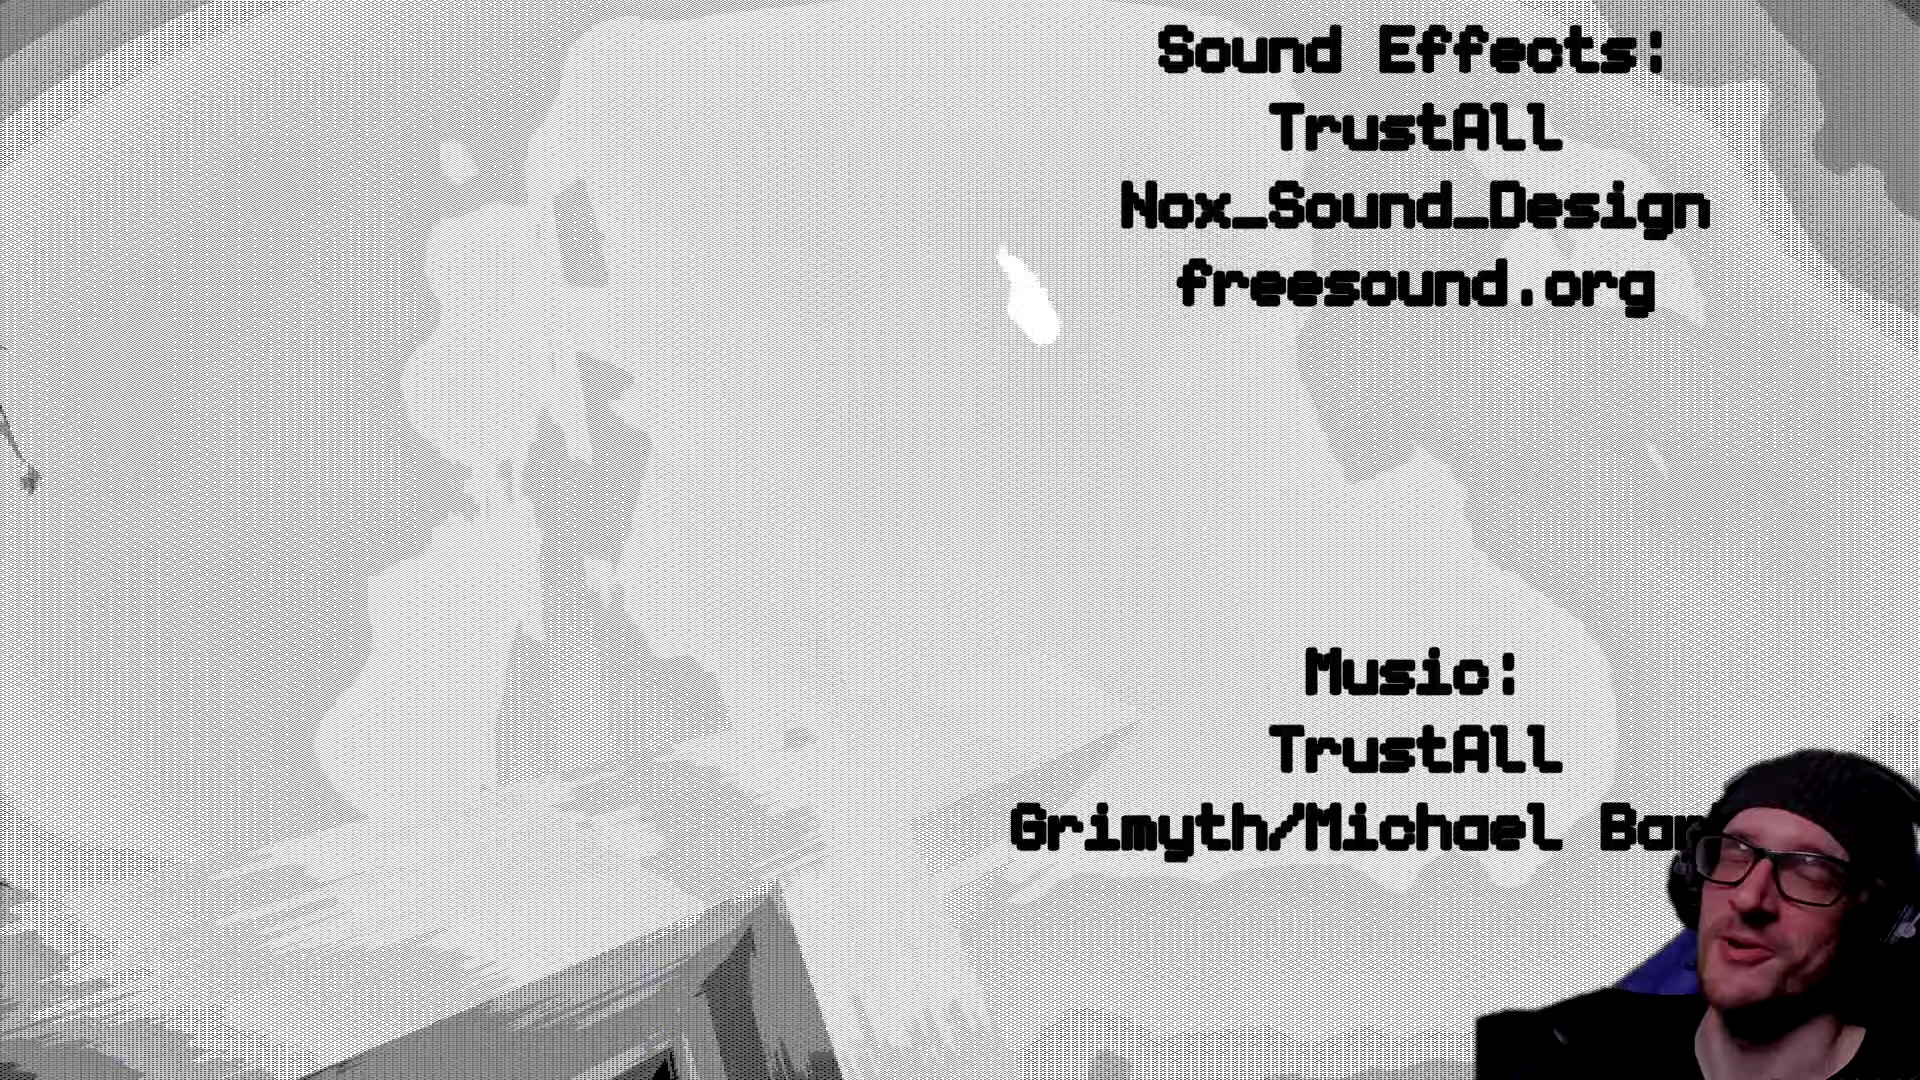 Sound Effects:
TrustAll
Nox_Sound_Design
freesound.org
Music:
TrustAll
Grimyth/Michael